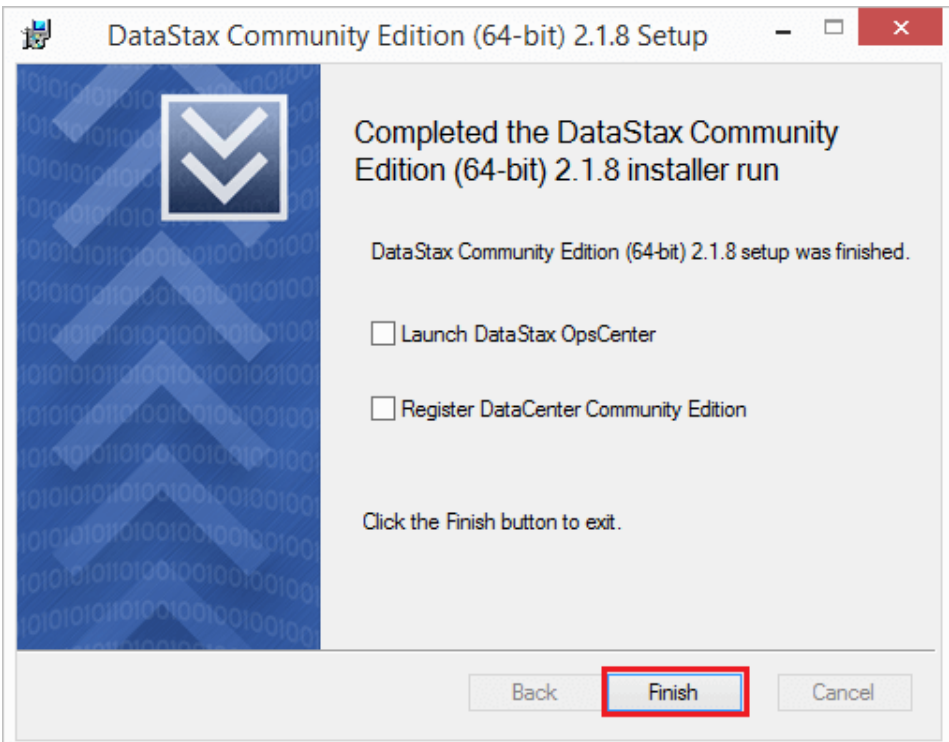 DataStax Community Edition (64-bit) 2.1.8 Setup
Completed the DataStax Community
Edition (64-bit) 2.1.8 installer run
DataStax Community Edition (64-bit) 2.1.8 setup was finished.
Launch DataStax OpsCenter
Register DataCenter Community Edition
Click the Finish button to exit.
Back
Finish
Cancel